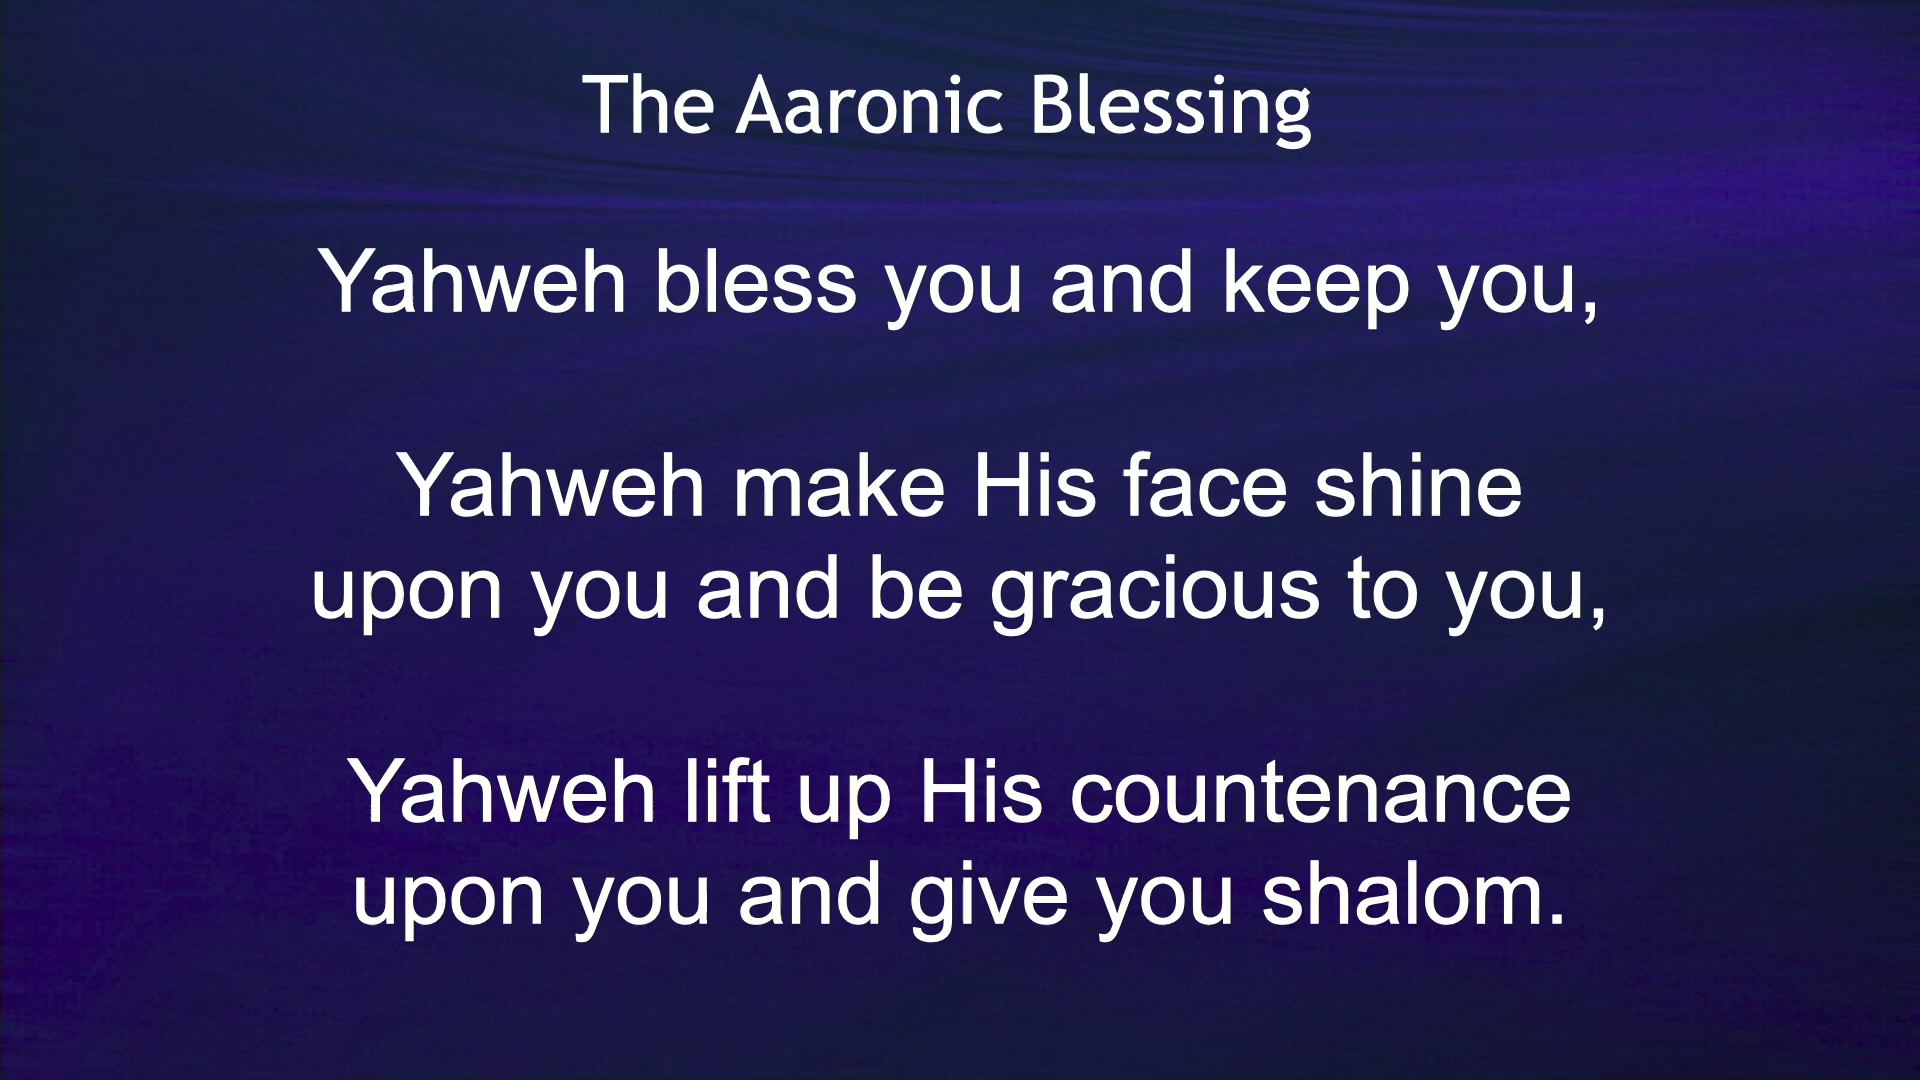 The Aaronic Blessing
Yahweh bless you and keep you,
Yahweh make His face shine
upon you and be gracious to you,
Yahweh lift up His countenance
upon you and give you shalom.